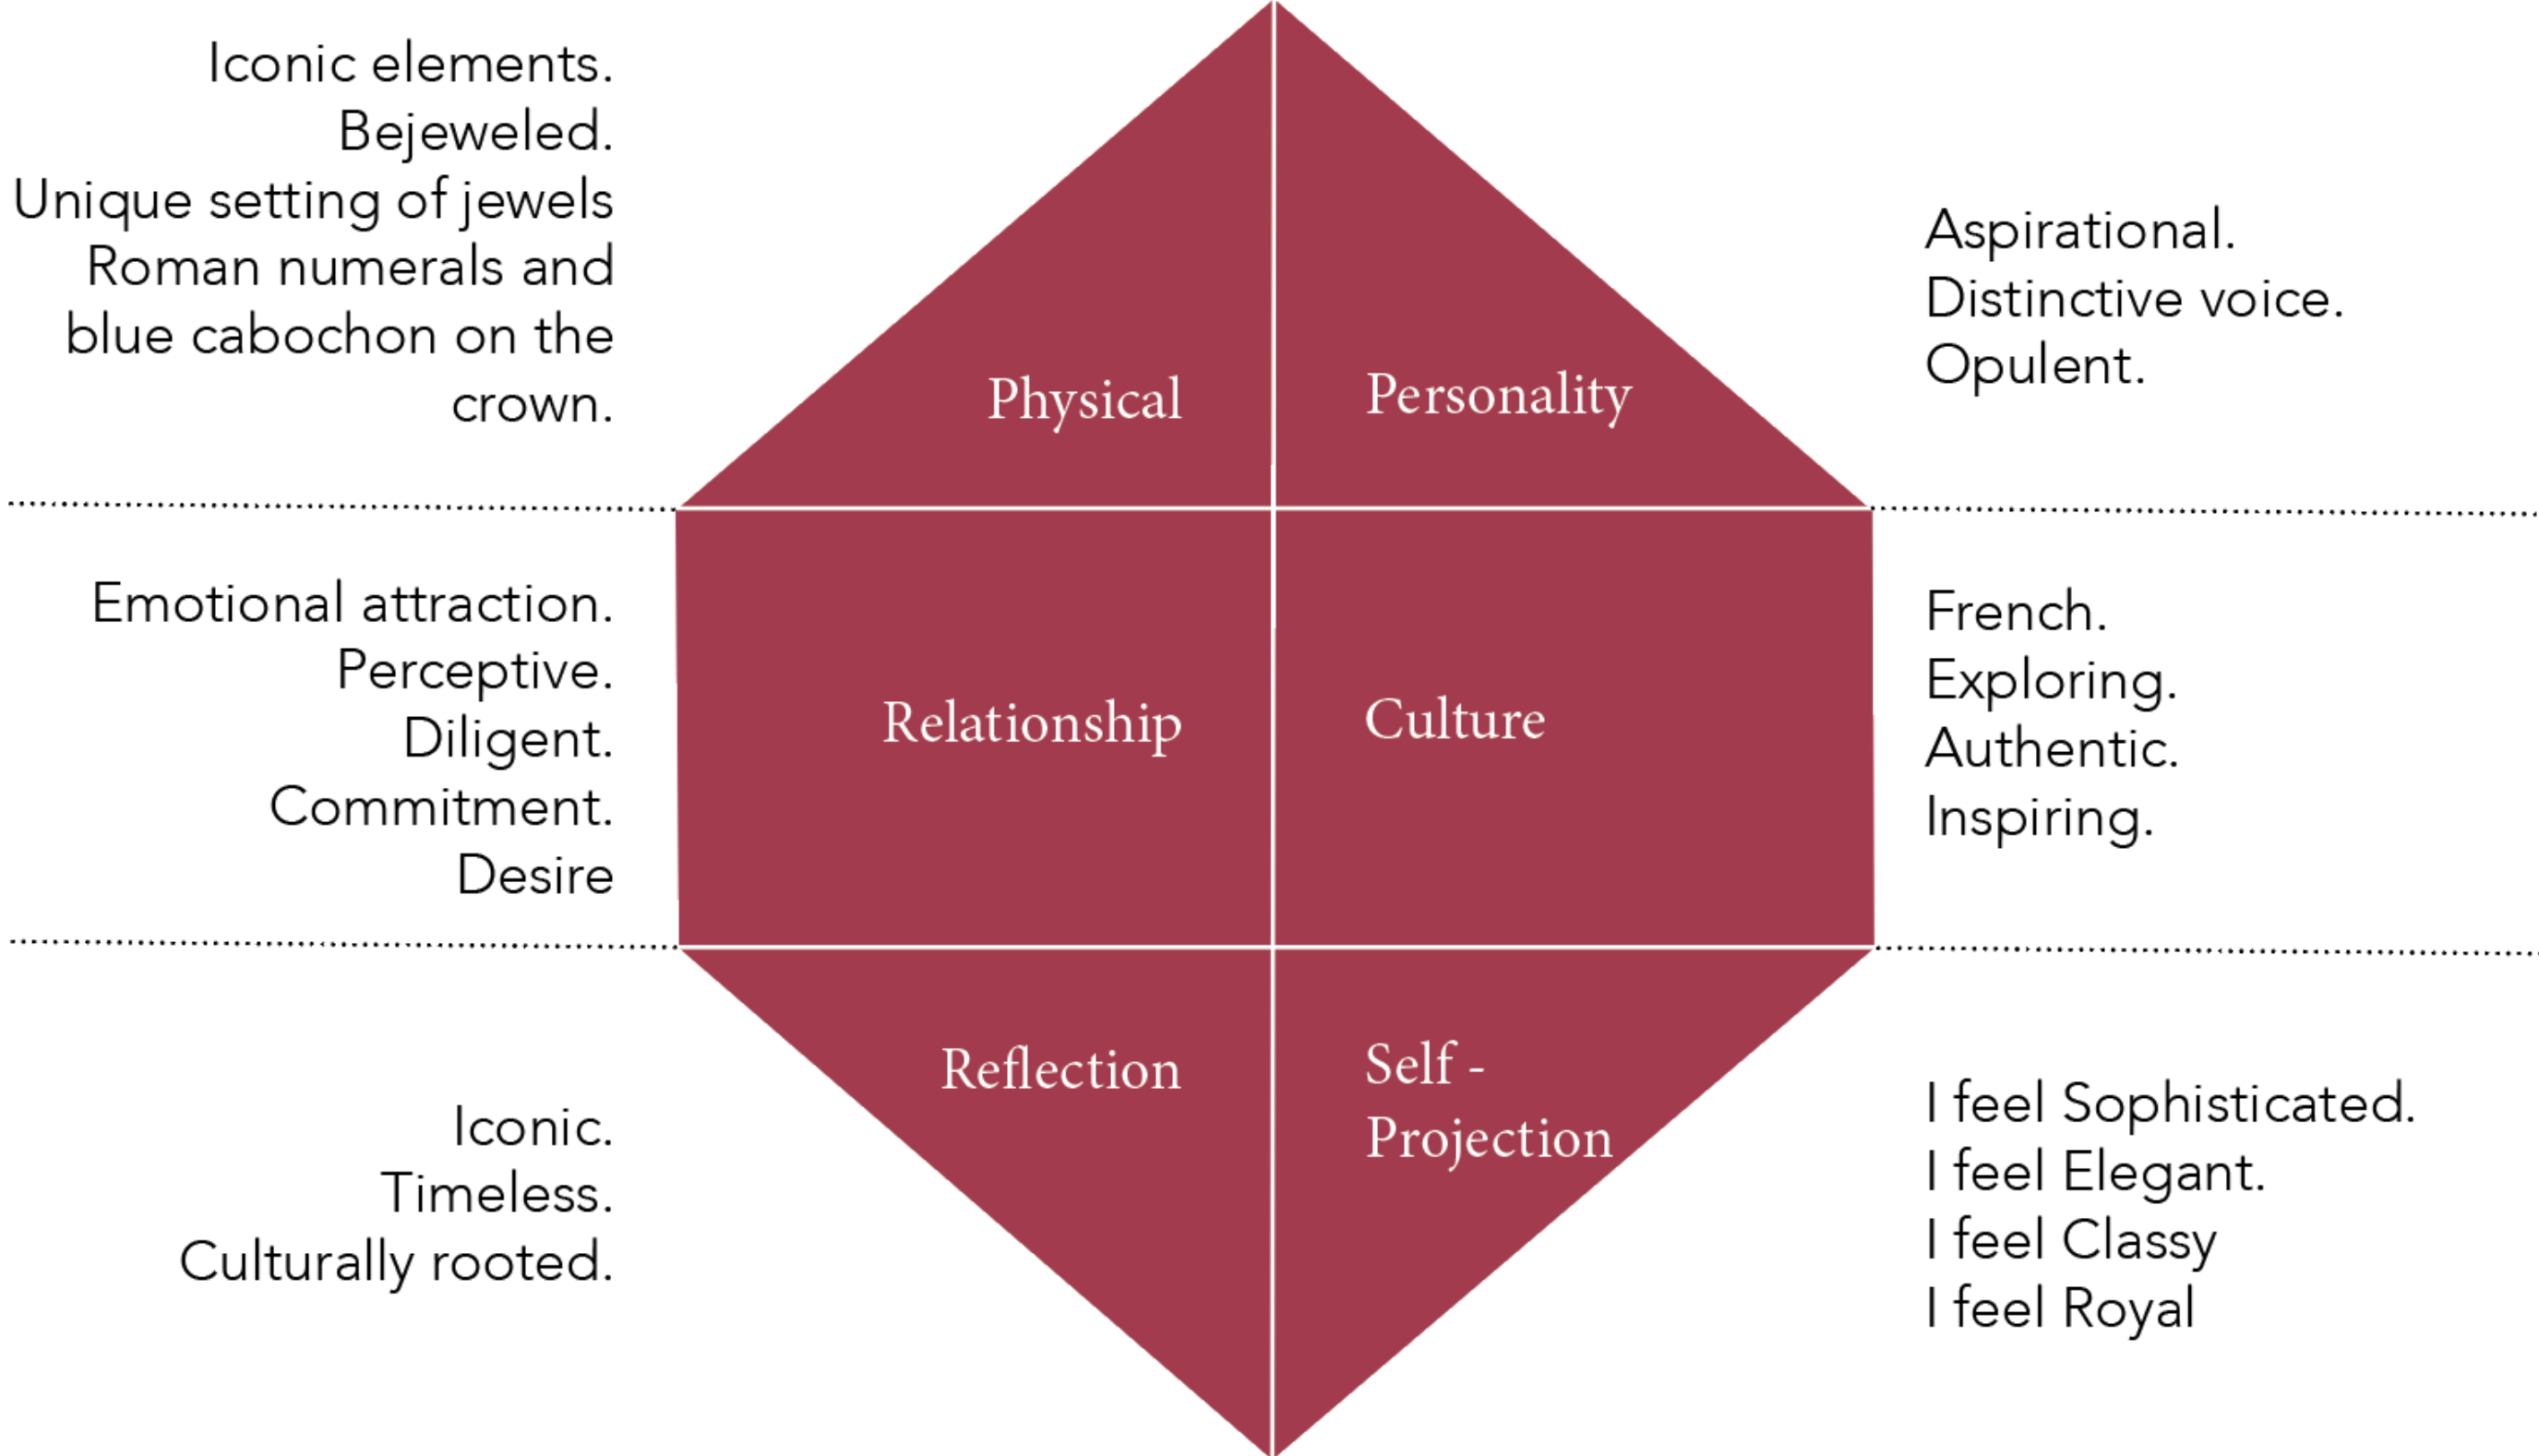 Iconic elements.
Bejeweled.
Unique setting of jewels
Roman numerals and
blue cabochon on the
crown.
Physical
Personality
Aspirational.
Distinctive voice.
Opulent.
Emotional attraction.
Perceptive.
Diligent.
Commitment.
Desire
Relationship
Culture
French.
Exploring.
Authentic.
Inspiring.
Iconic.
Timeless.
Culturally rooted.
Reflection
Self -
Projection
I feel Sophisticated.
I feel Elegant.
I feel Classy
I feel Royal